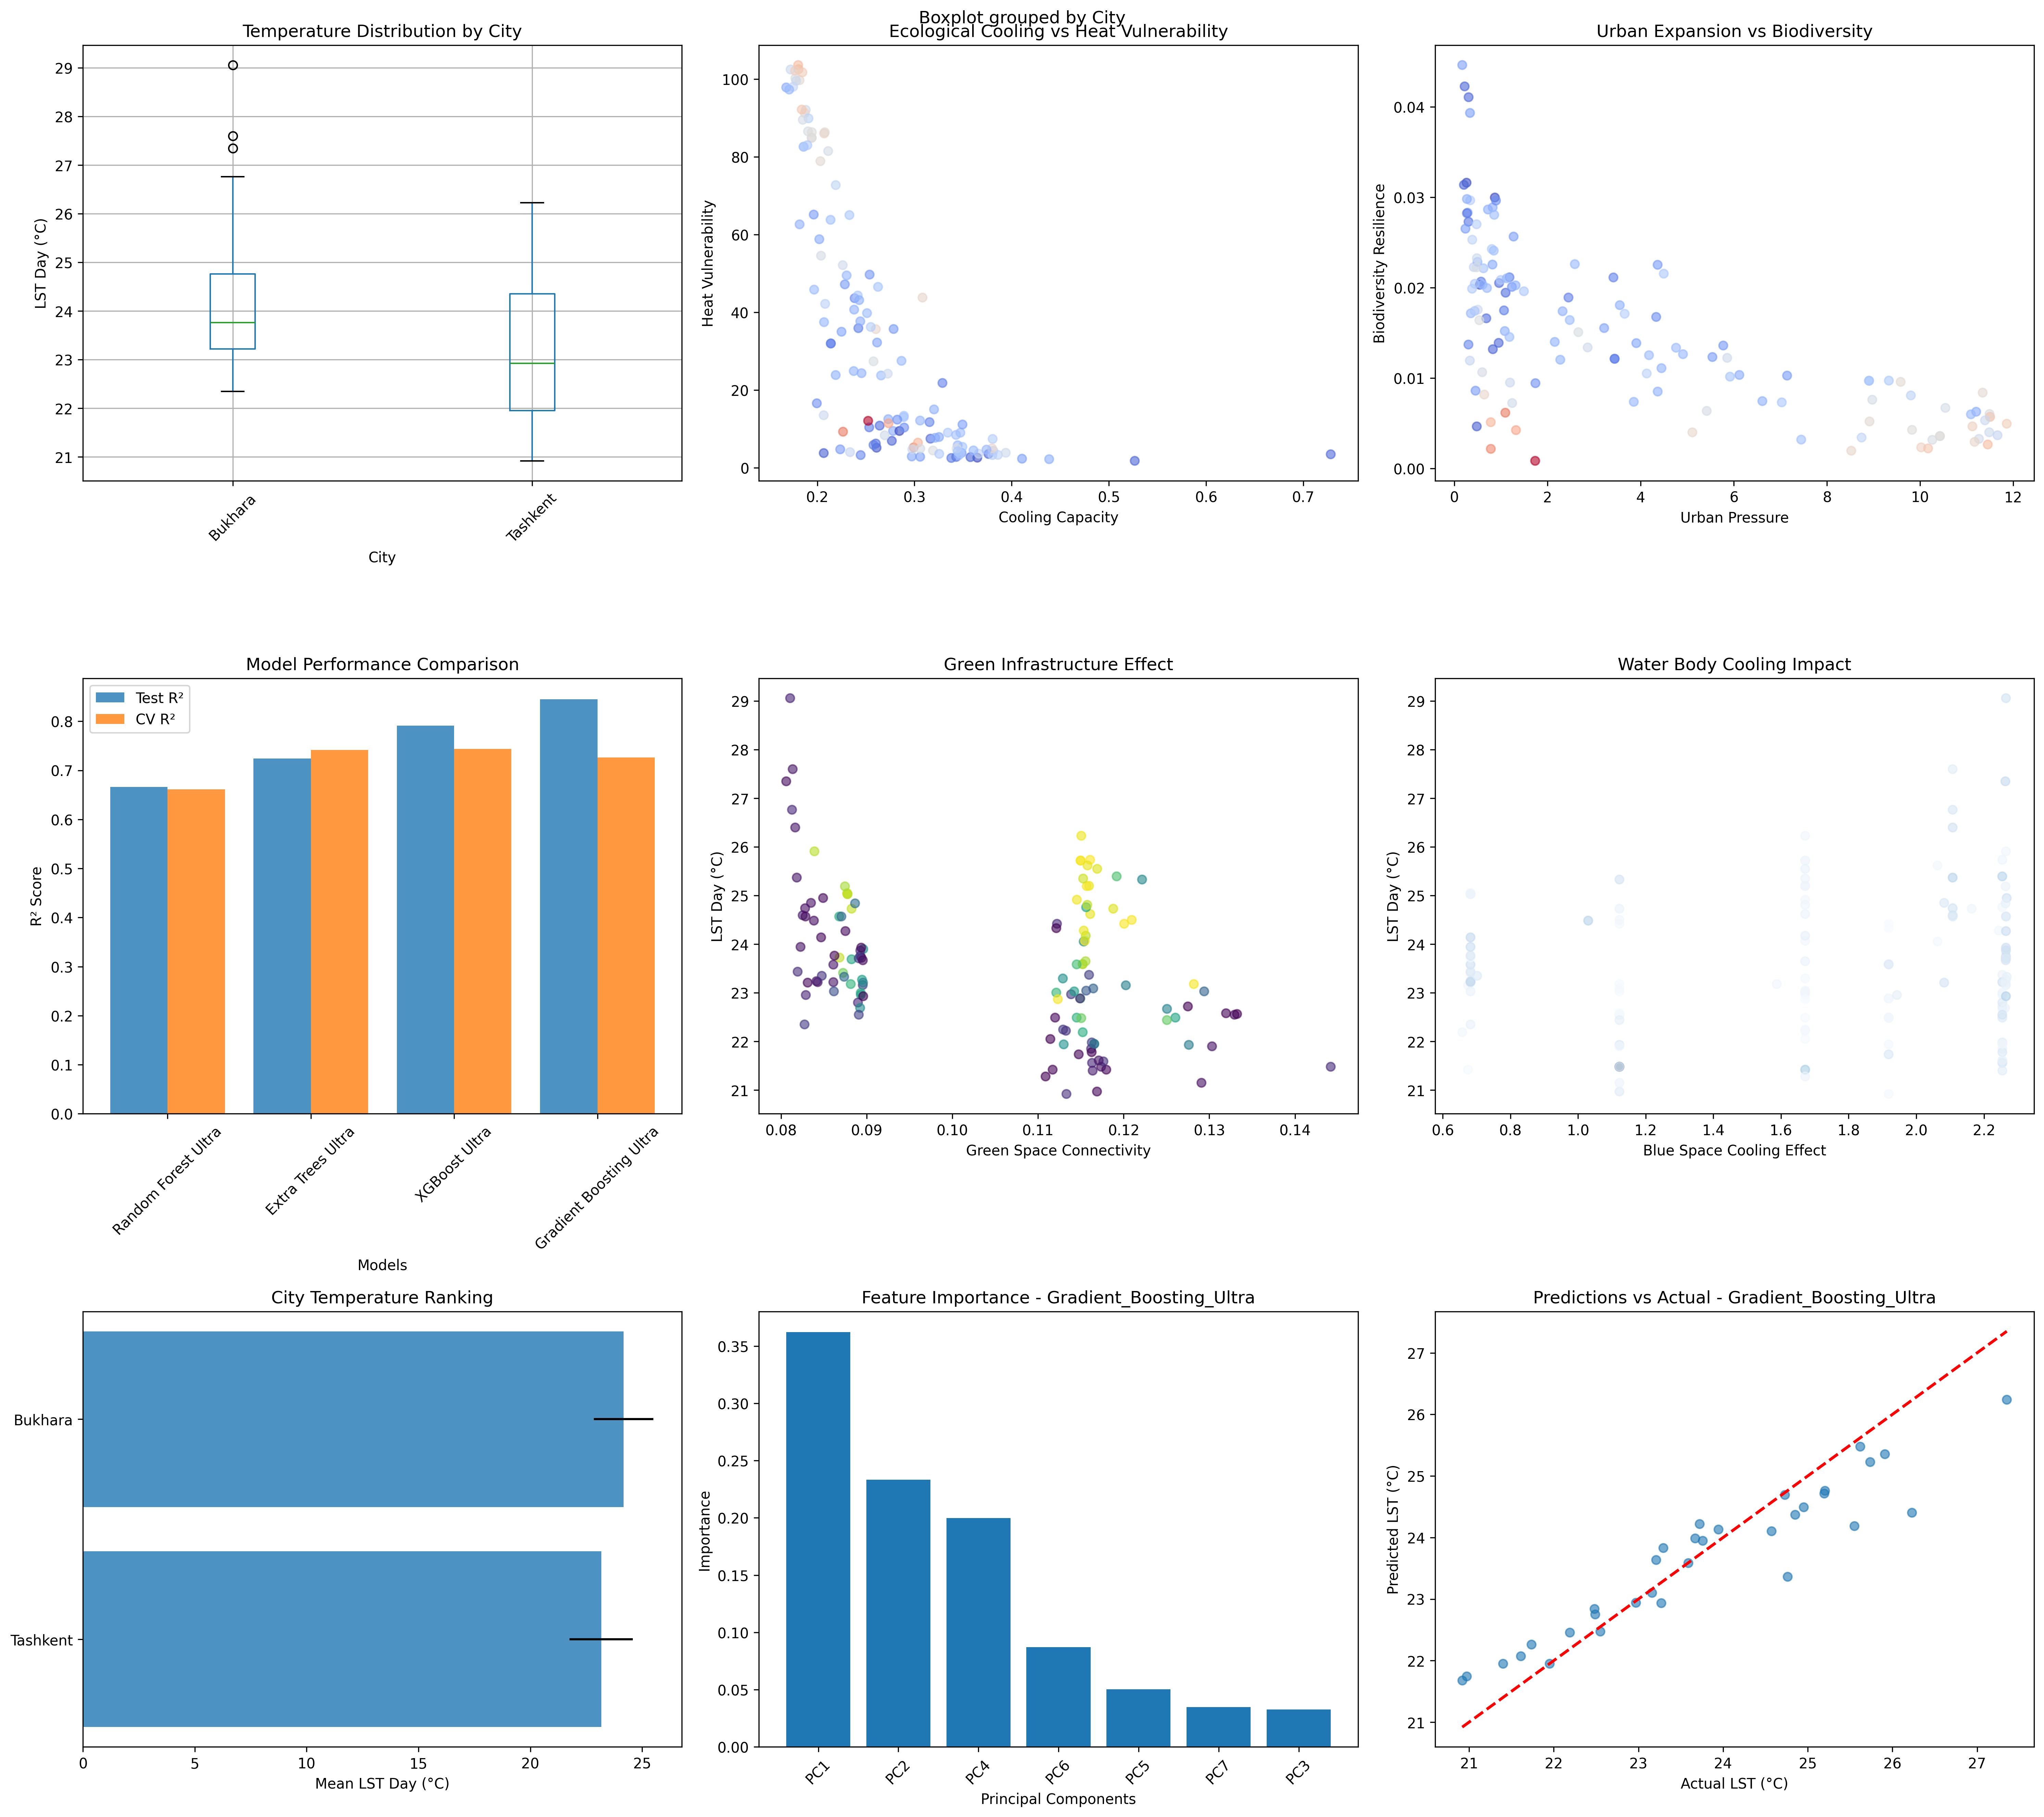 Boxplot grouped by City
Temperature Distribution by City
29
28
27
26
25
24
23
22
21
LST Day (°C)
Bukhara
Tashkent
City
Ecological Cooling vs Heat Vulnerability
100
80
60
40
20
0
Heat Vulnerability
0.2 0.3 0.4 0.5 0.6 0.7
Cooling Capacity
Urban Expansion vs Biodiversity
0.04
0.03
0.02
0.01
0.00
Biodiversity Resilience
0 2 4 6 8 10 12
Urban Pressure
Model Performance Comparison
Test R²
CV R²
0.8
0.7
0.6
0.5
0.4
0.3
0.2
0.1
0.0
R² Score
Random Forest Ultra
Extra Trees Ultra
XGBoost Ultra
Gradient Boosting Ultra
Models
Green Infrastructure Effect
29
28
27
26
25
24
23
22
21
LST Day (°C)
0.08 0.09 0.10 0.11 0.12 0.13 0.14
Green Space Connectivity
Water Body Cooling Impact
29
28
27
26
25
24
23
22
21
LST Day (°C)
0.6 0.8 1.0 1.2 1.4 1.6 1.8 2.0 2.2
Blue Space Cooling Effect
City Temperature Ranking
Bukhara
Tashkent
0 5 10 15 20 25
Mean LST Day (°C)
Feature Importance - Gradient_Boosting_Ultra
0.35
0.30
0.25
0.20
0.15
0.10
0.05
0.00
Importance
PC1
PC2
PC4
PC6
PC5
PC7
PC3
Principal Components
Predictions vs Actual - Gradient_Boosting_Ultra
27
26
25
24
23
22
21
Predicted LST (°C)
21 22 23 24 25 26 27
Actual LST (°C)